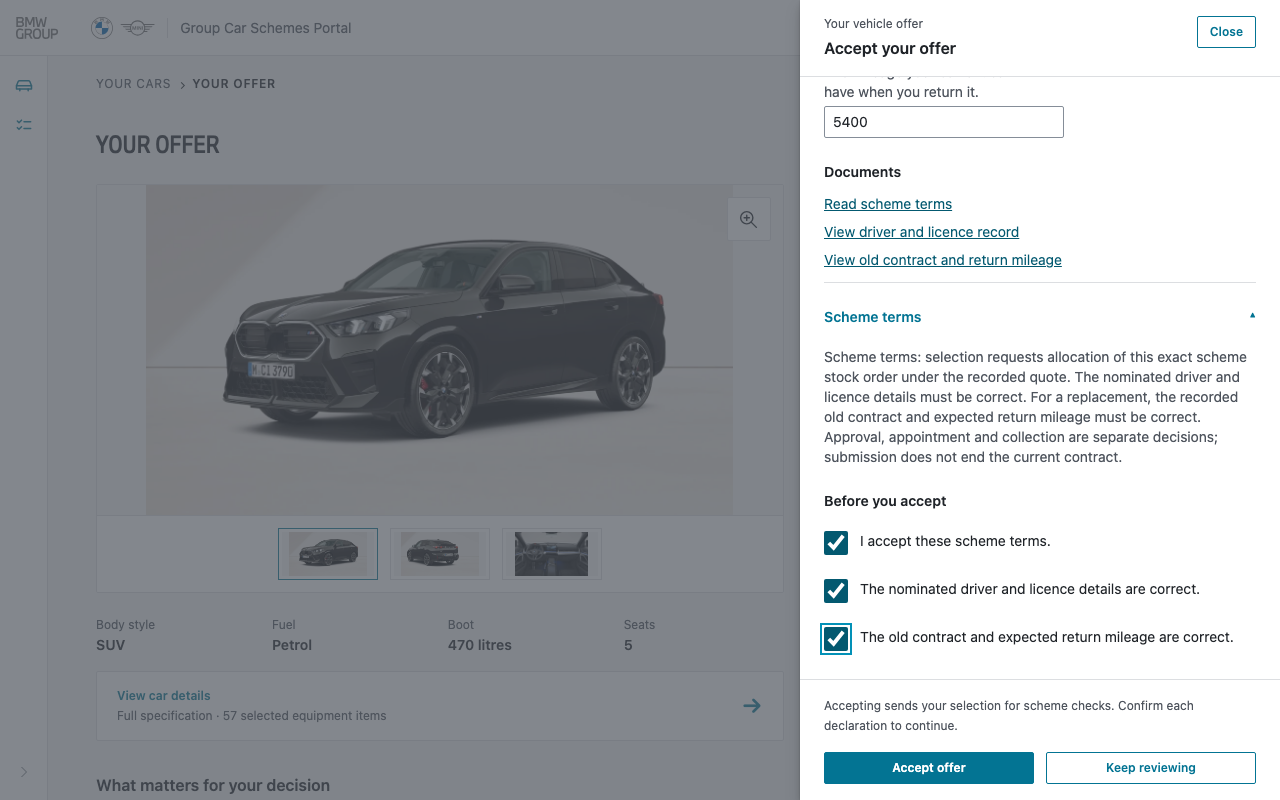 BMW
GROUP
Group Car Schemes Portal
YOUR CARS > YOUR OFFER
YOUR OFFER
M·CI 379O
Body style
SUV
Fuel
Petrol
Boot
470 litres
Seats
5
View car details
Full specification · 57 selected equipment items
What matters for your decision
Your vehicle offer
Accept your offer
Close
have when you return it.
5400
Documents
Read scheme terms
View driver and licence record
View old contract and return mileage
Scheme terms
Scheme terms: selection requests allocation of this exact scheme
stock order under the recorded quote. The nominated driver and
licence details must be correct. For a replacement, the recorded
old contract and expected return mileage must be correct.
Approval, appointment and collection are separate decisions;
submission does not end the current contract.
Before you accept
I accept these scheme terms.
The nominated driver and licence details are correct.
The old contract and expected return mileage are correct.
Accepting sends your selection for scheme checks. Confirm each
declaration to continue.
Accept offer
Keep reviewing